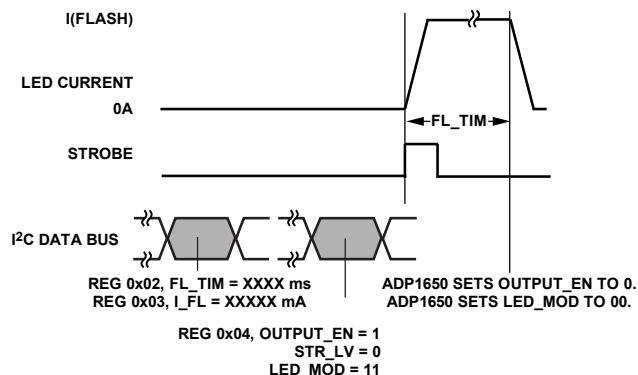 I(FLASH)
LED CURRENT
0A
FL_TIM
STROBE
I2C DATA BUS
REG 0x02, FL_TIM = XXXX ms
REG 0x03, I_FL = XXXXX mA
ADP1650 SETS OUTPUT_EN TO 0.
ADP1650 SETS LED_MOD TO 00.
REG 0x04, OUTPUT_EN = 1
STR_LV = 0
LED_MOD = 11